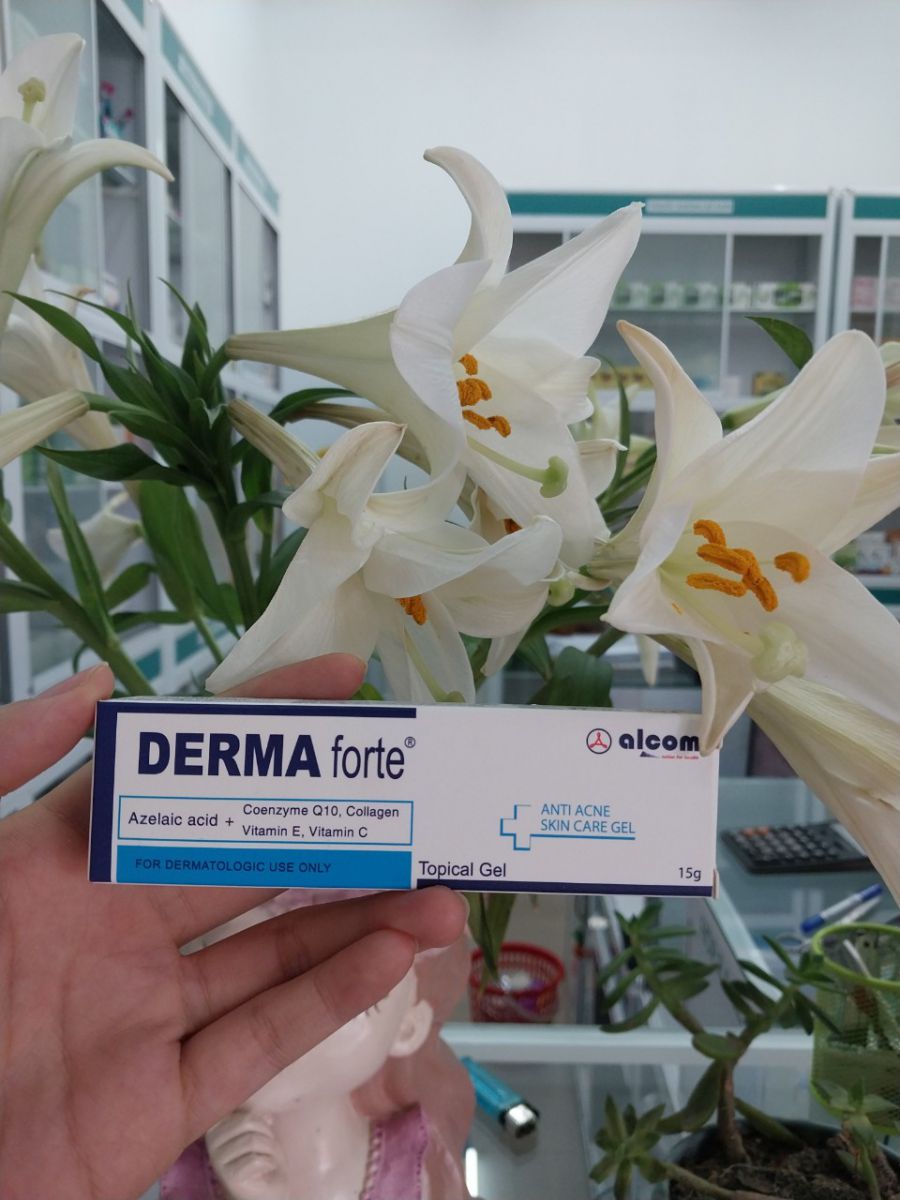 DERMA forte®
alcom
Azelaic acid + Coenzyme Q10, Collagen
Vitamin E, Vitamin C
ANTI ACNE
SKIN CARE GEL
FOR DERMATOLOGIC USE ONLY
Topical Gel
15g